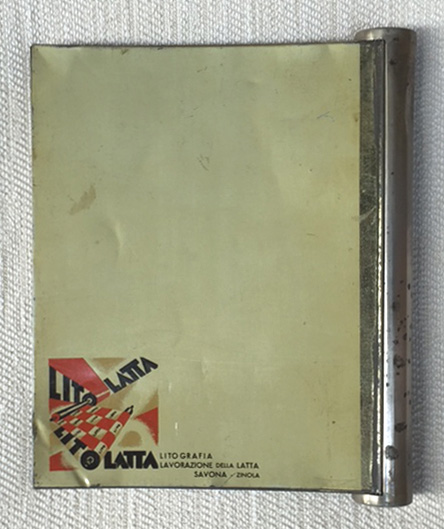 LITO LATTA
LITO LATTA
LITOGRAFIA
LAVORAZIONE DELLA LATTA
SAVONA - ZINOLA